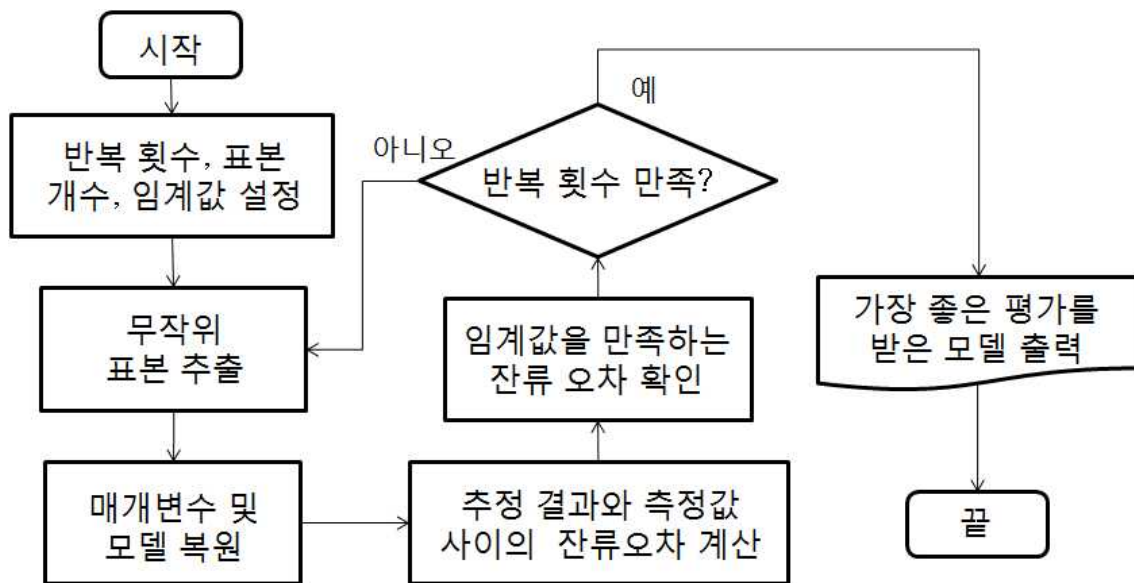 시작
반복 횟수, 표본
개수, 임계값 설정
무작위
표본 추출
매개변수 및
모델 복원
추정 결과와 측정값
사이의 잔류오차 계산
임계값을 만족하는
잔류 오차 확인
반복 횟수 만족?
아니오
예
가장 좋은 평가를
받은 모델 출력
끝